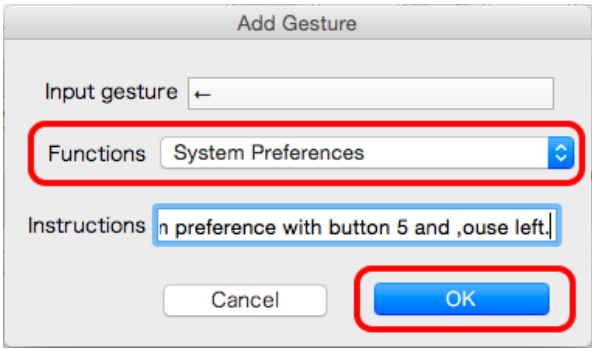 Add Gesture
Input gesture ←
Functions System Preferences
Instructions preference with button 5 and ,ouse left.
Cancel OK